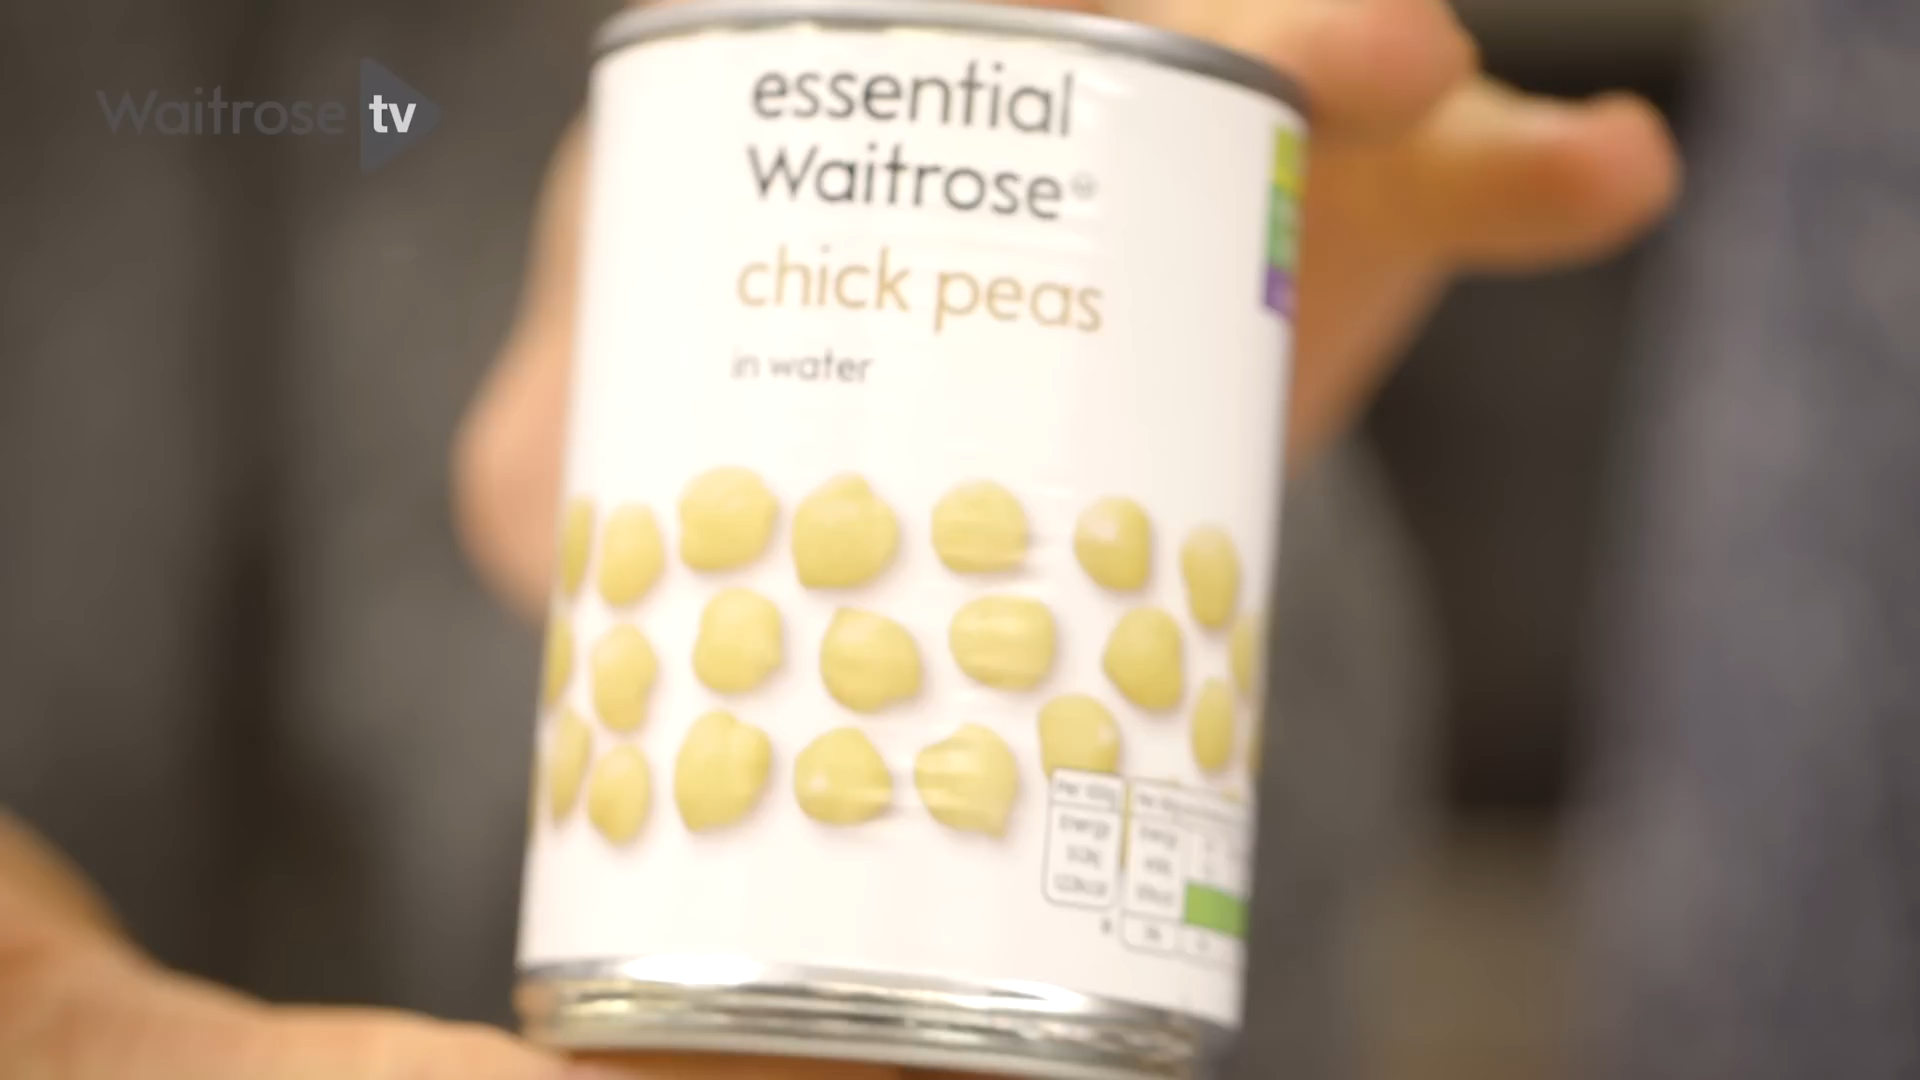 Waitrose tv
essential
Waitrose
chick peas
in water